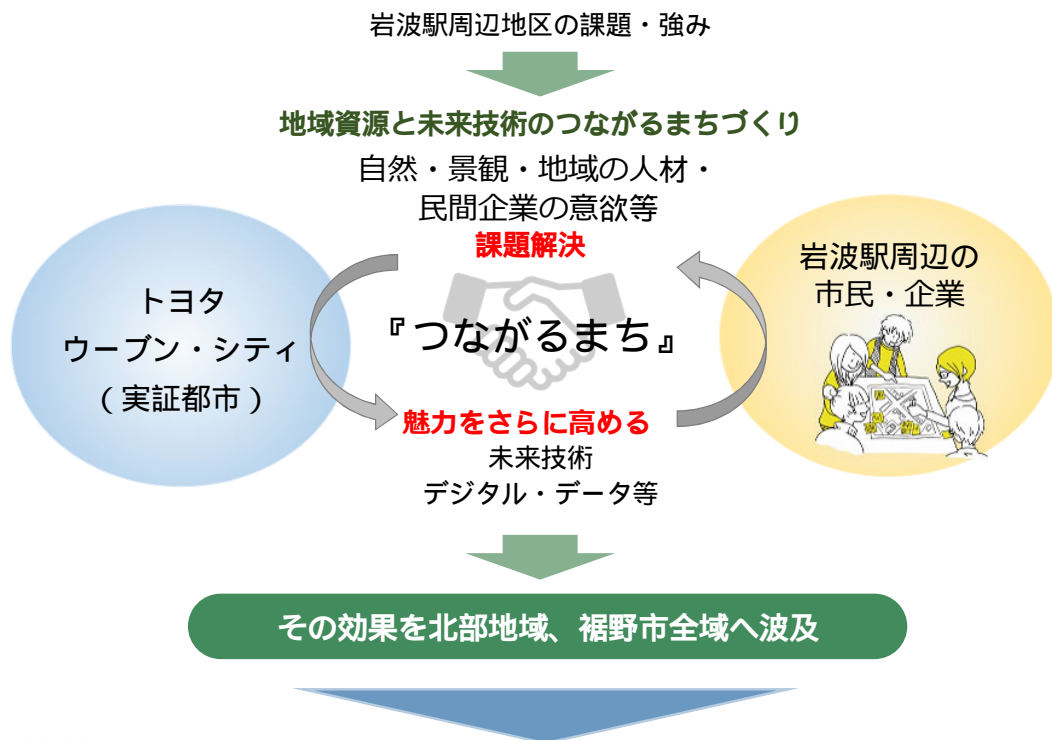 岩波駅周辺地区の課題・強み
地域資源と未来技術のつながるまちづくり
自然・景観・地域の人材・
民間企業の意欲等
課題解決
トヨタ
ウーブン・シティ
（実証都市）
『つながるまち』
岩波駅周辺の
市民・企業
魅力をさらに高める
未来技術
デジタル・データ等
その効果を北部地域、裾野市全域へ波及